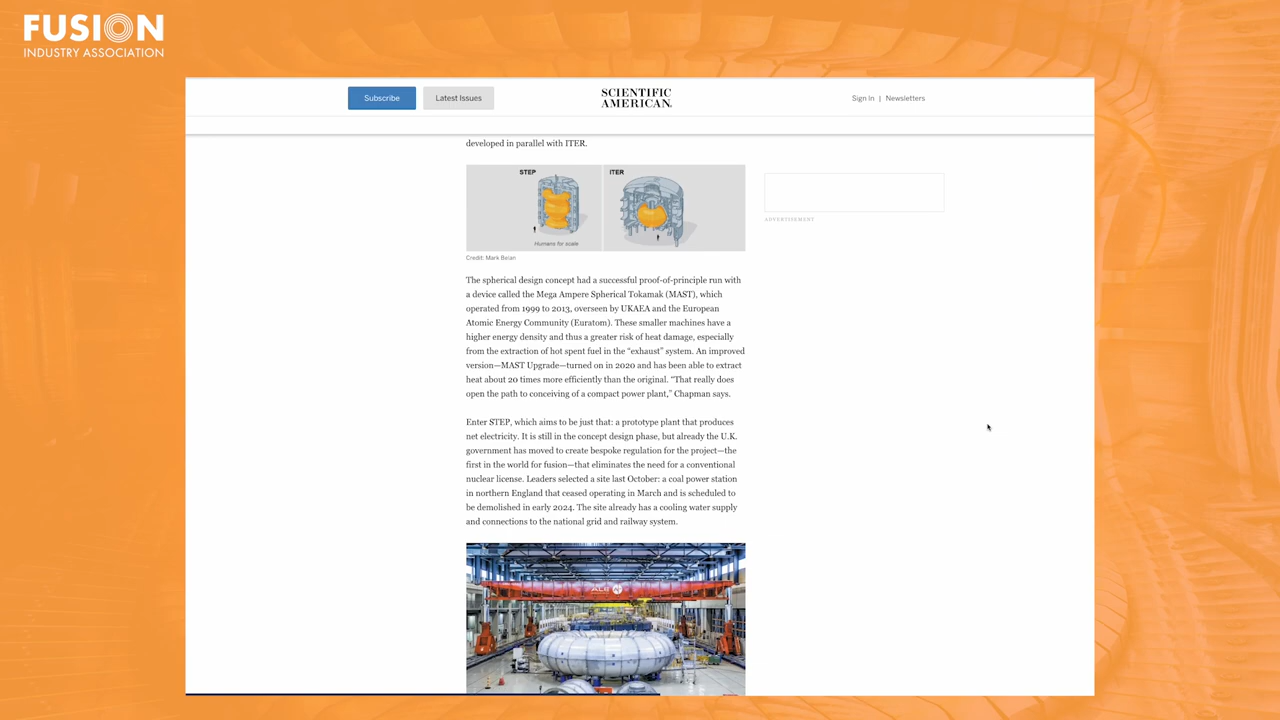 FUSION
INDUSTRY ASSOCIATION
Subscribe
Latest Issues
SCIENTIFIC
AMERICAN
Sign In | Newsletters
developed in parallel with ITER.
STEP
ITER
Humans for scale
Credit: Mark Belan
ADVERTISEMENT
The spherical design concept had a successful proof-of-principle run with
a device called the Mega Ampere Spherical Tokamak (MAST), which
operated from 1999 to 2013, overseen by UKAEA and the European
Atomic Energy Community (Euratom). These smaller machines have a
higher energy density and thus a greater risk of heat damage, especially
from the extraction of hot spent fuel in the “exhaust” system. An improved
version—MAST Upgrade—turned on in 2020 and has been able to extract
heat about 20 times more efficiently than the original. “That really does
open the path to conceiving of a compact power plant,” Chapman says.
Enter STEP, which aims to be just that: a prototype plant that produces
net electricity. It is still in the concept design phase, but already the U.K.
government has moved to create bespoke regulation for the project—the
first in the world for fusion—that eliminates the need for a conventional
nuclear license. Leaders selected a site last October: a coal power station
in northern England that ceased operating in March and is scheduled to
be demolished in early 2024. The site already has a cooling water supply
and connections to the national grid and railway system.